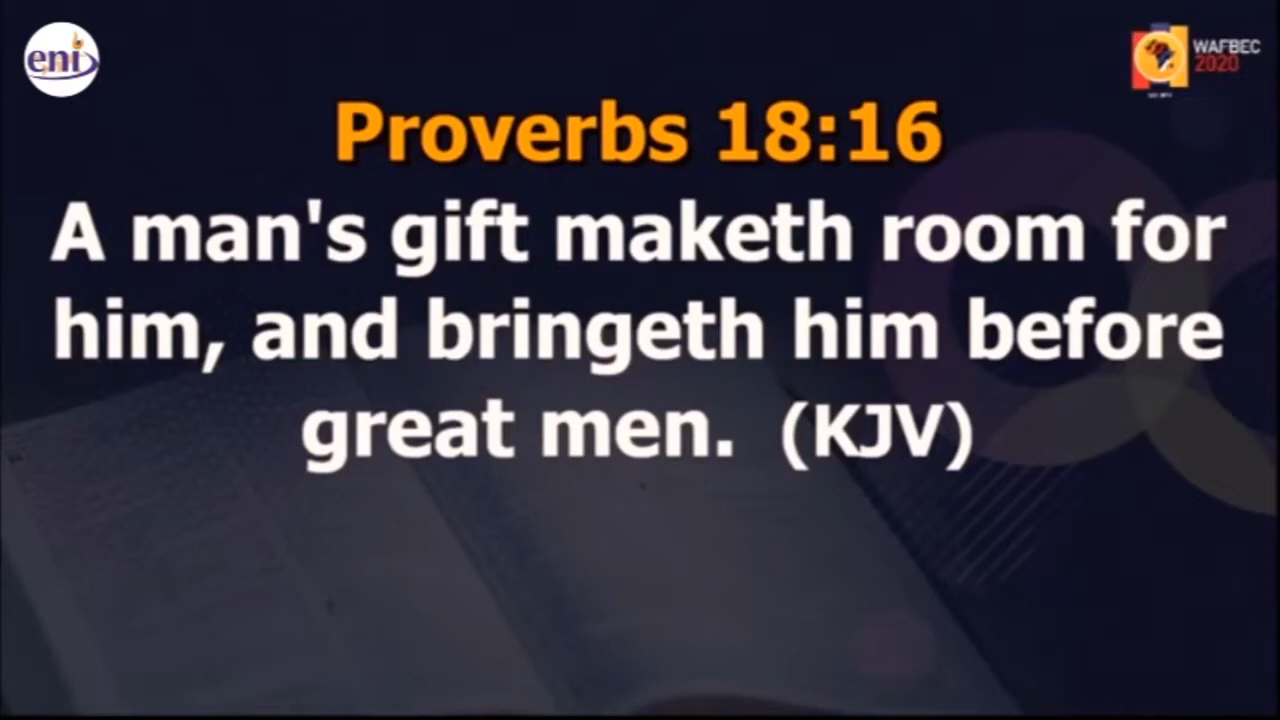 eni
WAFBEC
2020
Proverbs 18:16
A man's gift maketh room for
him, and bringeth him before
great men. (KJV)